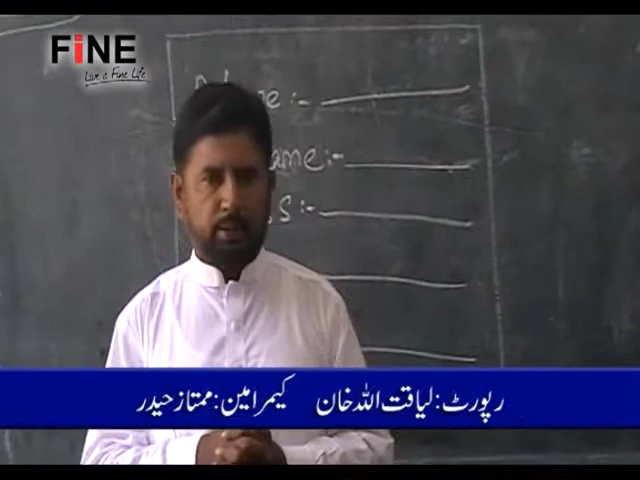 FiNE
Live a Fine Life
:-
ame:-
s:-
رپورٹ: لیاقت اللہ خان کیمرامین: ممتاز حیدر